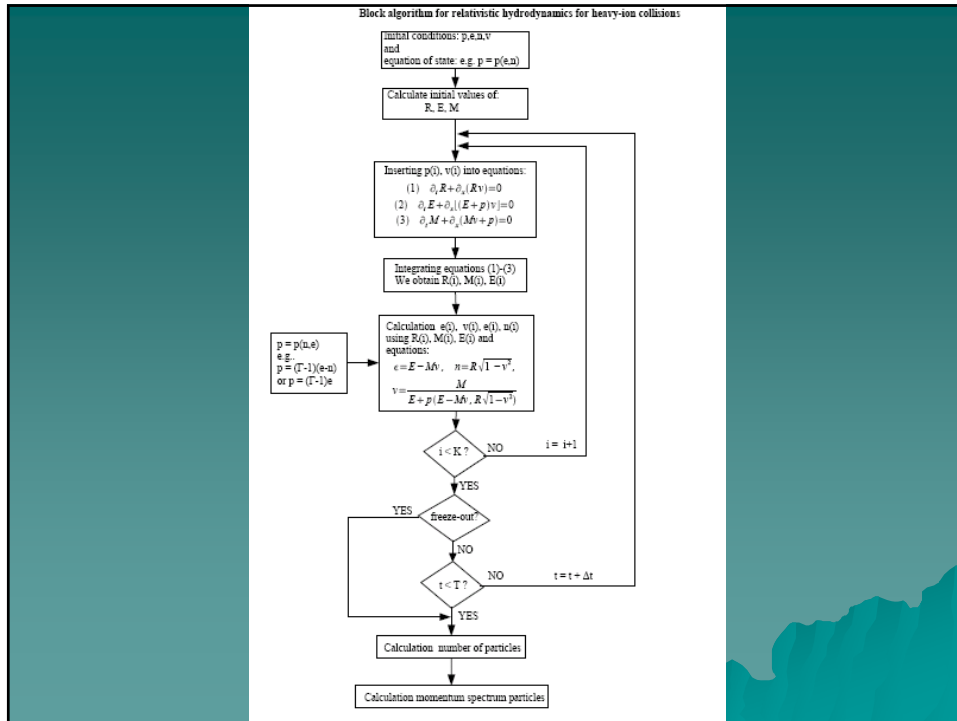 Block algorithm for relativistic hydrodynamics for heavy-ion collisions
Initial conditions: p,e,n,v
and
equation of state: e.g. p = p(e,n)
Calculate initial values of:
R, E, M
Inserting p(i), v(i) into equations:
(1) ∂ₜR+∂ₓ(Rv)=0
(2) ∂ₜE+∂ₓ[(E+p)v]=0
(3) ∂ₜM+∂ₓ(Mv+p)=0
Integrating equations (1)-(3)
We obtain R(i), M(i), E(i)
Calculation e(i), v(i), e(i), n(i)
using R(i), M(i), E(i) and
equations:
ϵ=E−Mv, n=R√1−v²,
v=M/E+p(E−Mv, R√1−v²)
p = p(n,e)
e.g..
p = (Γ-1)(e-n)
or p = (Γ-1)e
i < K ?
NO
i = i+1
YES
YES
freeze-out?
NO
t < T ?
NO
t = t + Δt
YES
Calculation number of particles
Calculation momentum spectrum particles